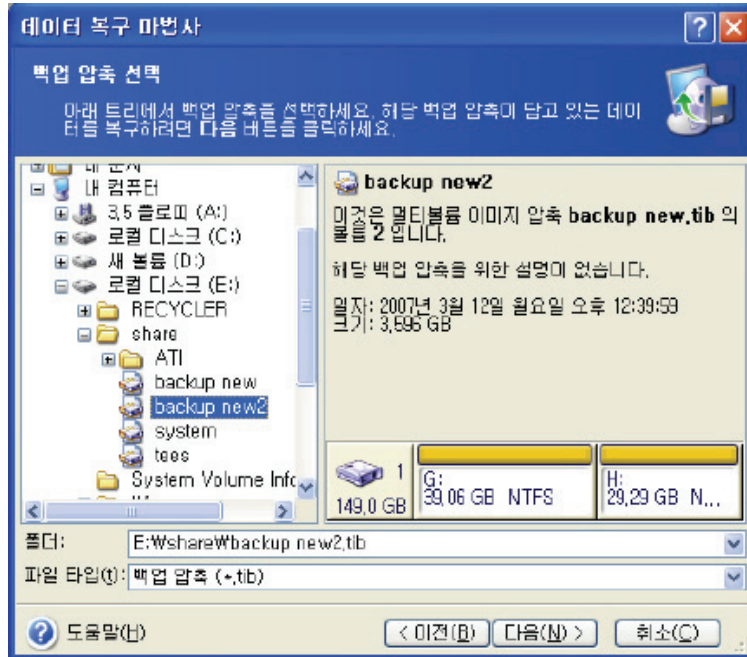 데이터 복구 마법사
백업 압축 선택
아래 트리에서 백업 압축를 선택하세요. 해당 백업 압축이 담고 있는 데이
터를 복구하려면 다음 버튼을 클릭하세요.
내 문서
내 컴퓨터
3,5 플로피 (A:)
로컬 디스크 (C:)
새 볼륨 (D:)
로컬 디스크 (E:)
RECYCLER
share
ATI
backup new
backup new2
system
tees
System Volume Info
backup new2
이것은 멀티볼륨 이미지 압축 backup new.tib 의
볼륨 2 입니다.
해당 백업 압축를 위한 설명이 없습니다.
일자: 2007년 3월 12일 월요일 오후 12:39:59
크기: 3,596 GB
1
149,0 GB
G:
39,06 GB NTFS
H:
29,29 GB N...
폴더: E:₩share₩backup new2.tib
파일 타입(t): 백업 압축 (*.tib)
도움말(H)
< 이전(B)
다음(N) >
취소(C)